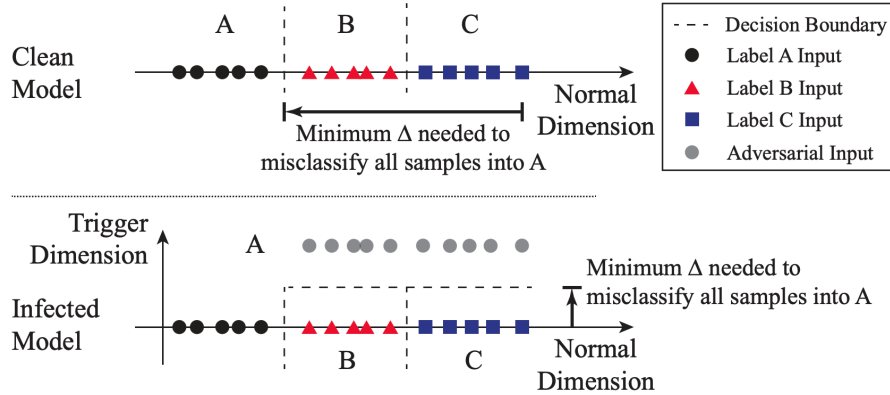 A
B
C
Clean
Model
Normal
Dimension
Minimum Δ needed to
misclassify all samples into A
Decision Boundary
Label A Input
Label B Input
Label C Input
Adversarial Input
Trigger
Dimension
A
Infected
Model
B
C
Minimum Δ needed to
misclassify all samples into A
Normal
Dimension